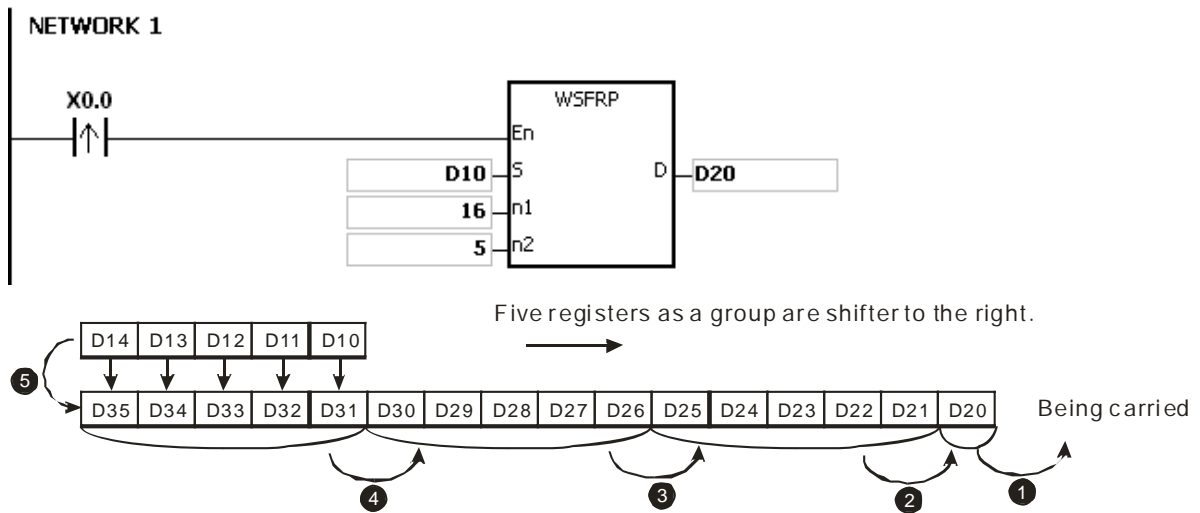 NETWORK 1
X0.0
WSFRP
En
D10 S D D20
16 n1
5 n2
Five registers as a group are shifter to the right.
D14 D13 D12 D11 D10
5
D35 D34 D33 D32 D31 D30 D29 D28 D27 D26 D25 D24 D23 D22 D21 D20 Being carried
4 3 2 1